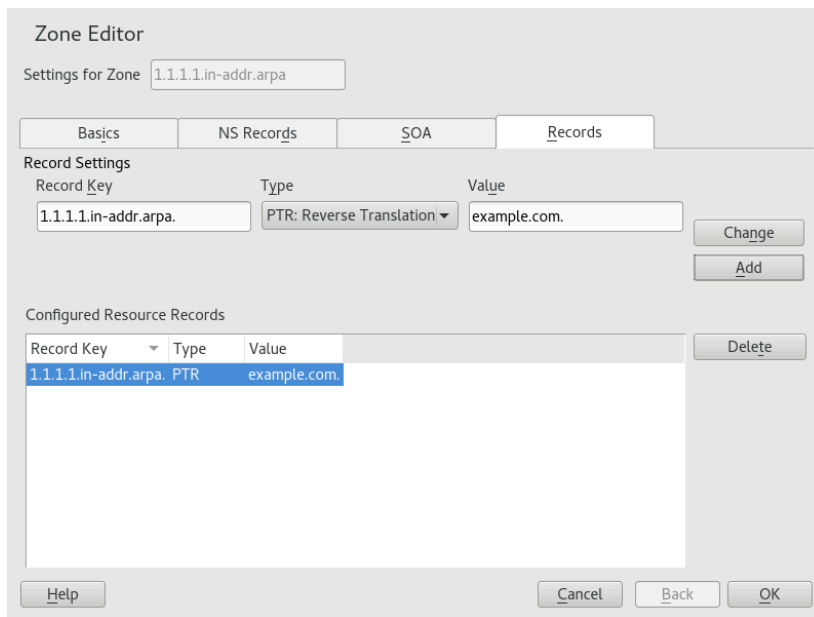 Zone Editor
Settings for Zone 1.1.1.1.in-addr.arpa
Basics NS Records SOA Records
Record Settings
Record Key Type Value
1.1.1.1.in-addr.arpa. PTR: Reverse Translation example.com.
Change
Add
Configured Resource Records
Record Key Type Value
Delete
1.1.1.1.in-addr.arpa. PTR example.com.
Help Cancel Back OK